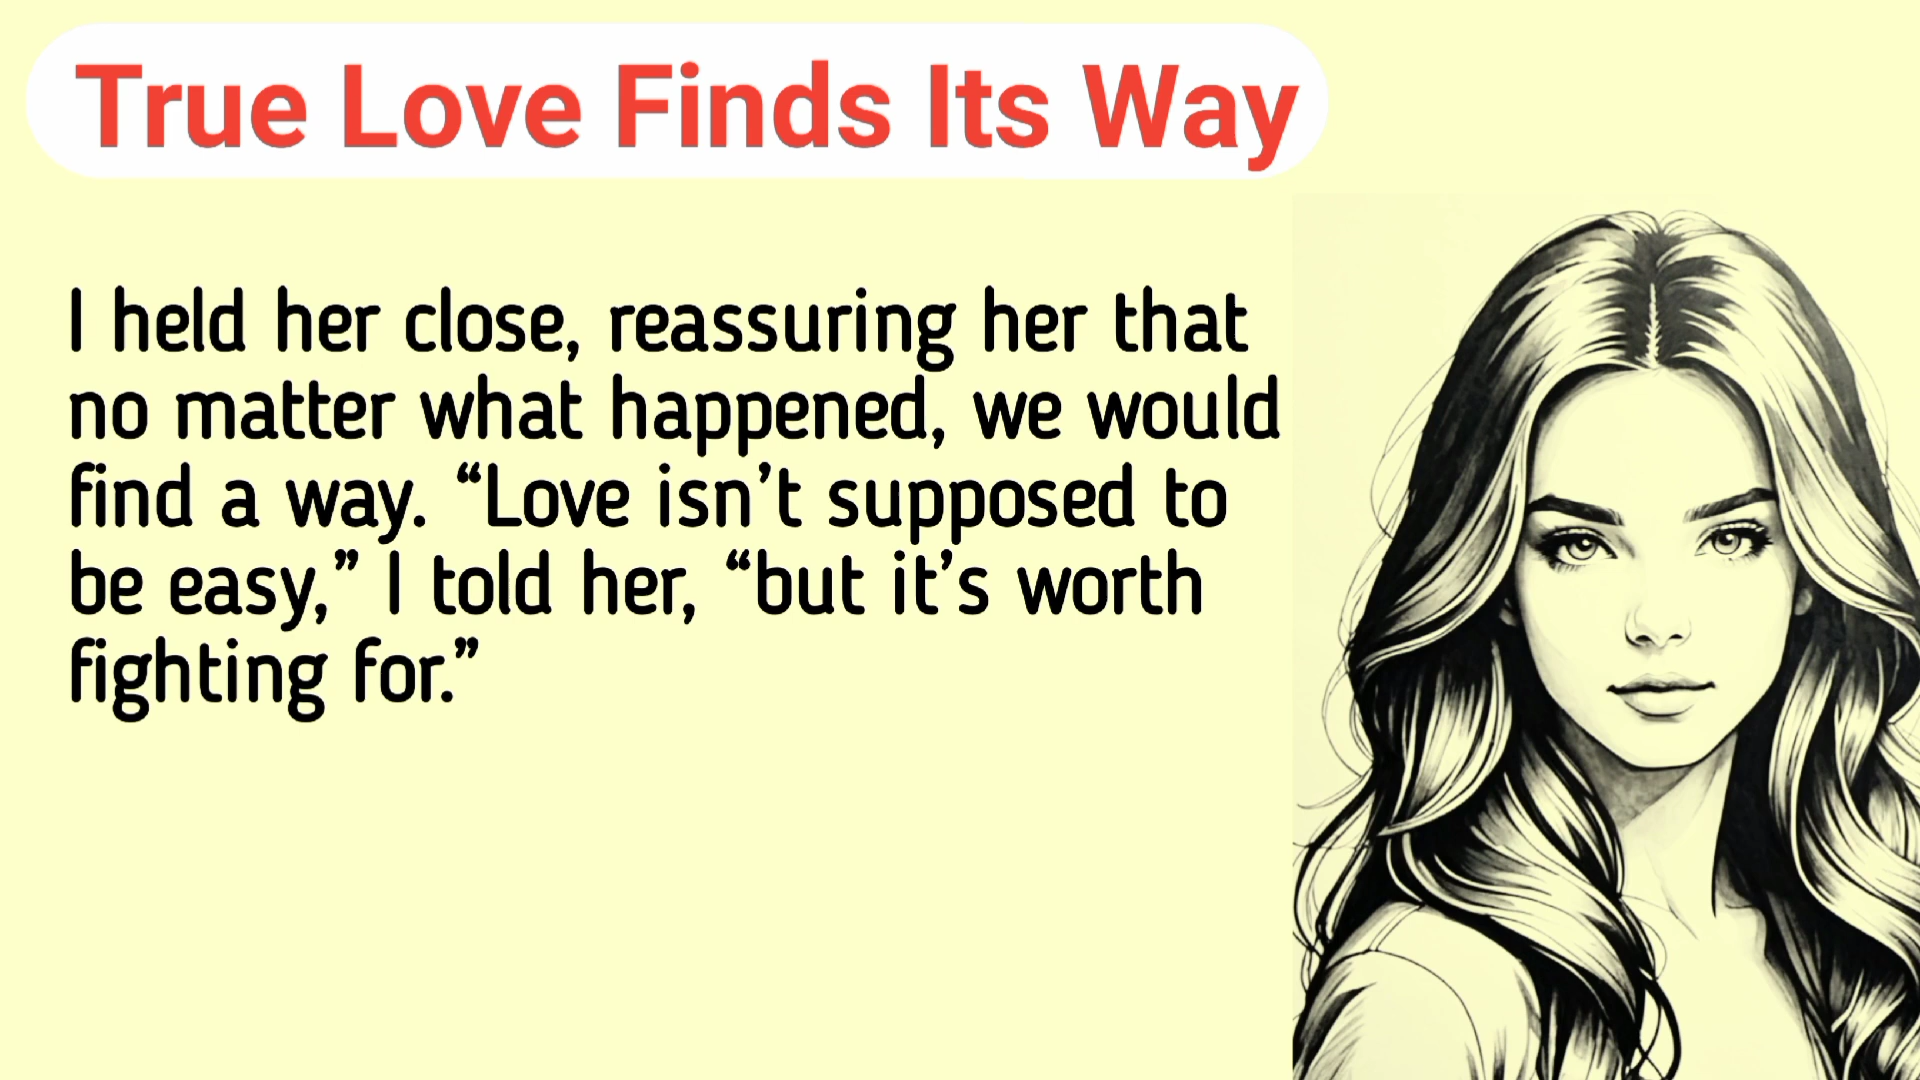 True Love Finds Its Way
I held her close, reassuring her that
no matter what happened, we would
find a way. “Love isn’t supposed to
be easy,” I told her, “but it’s worth
fighting for.”